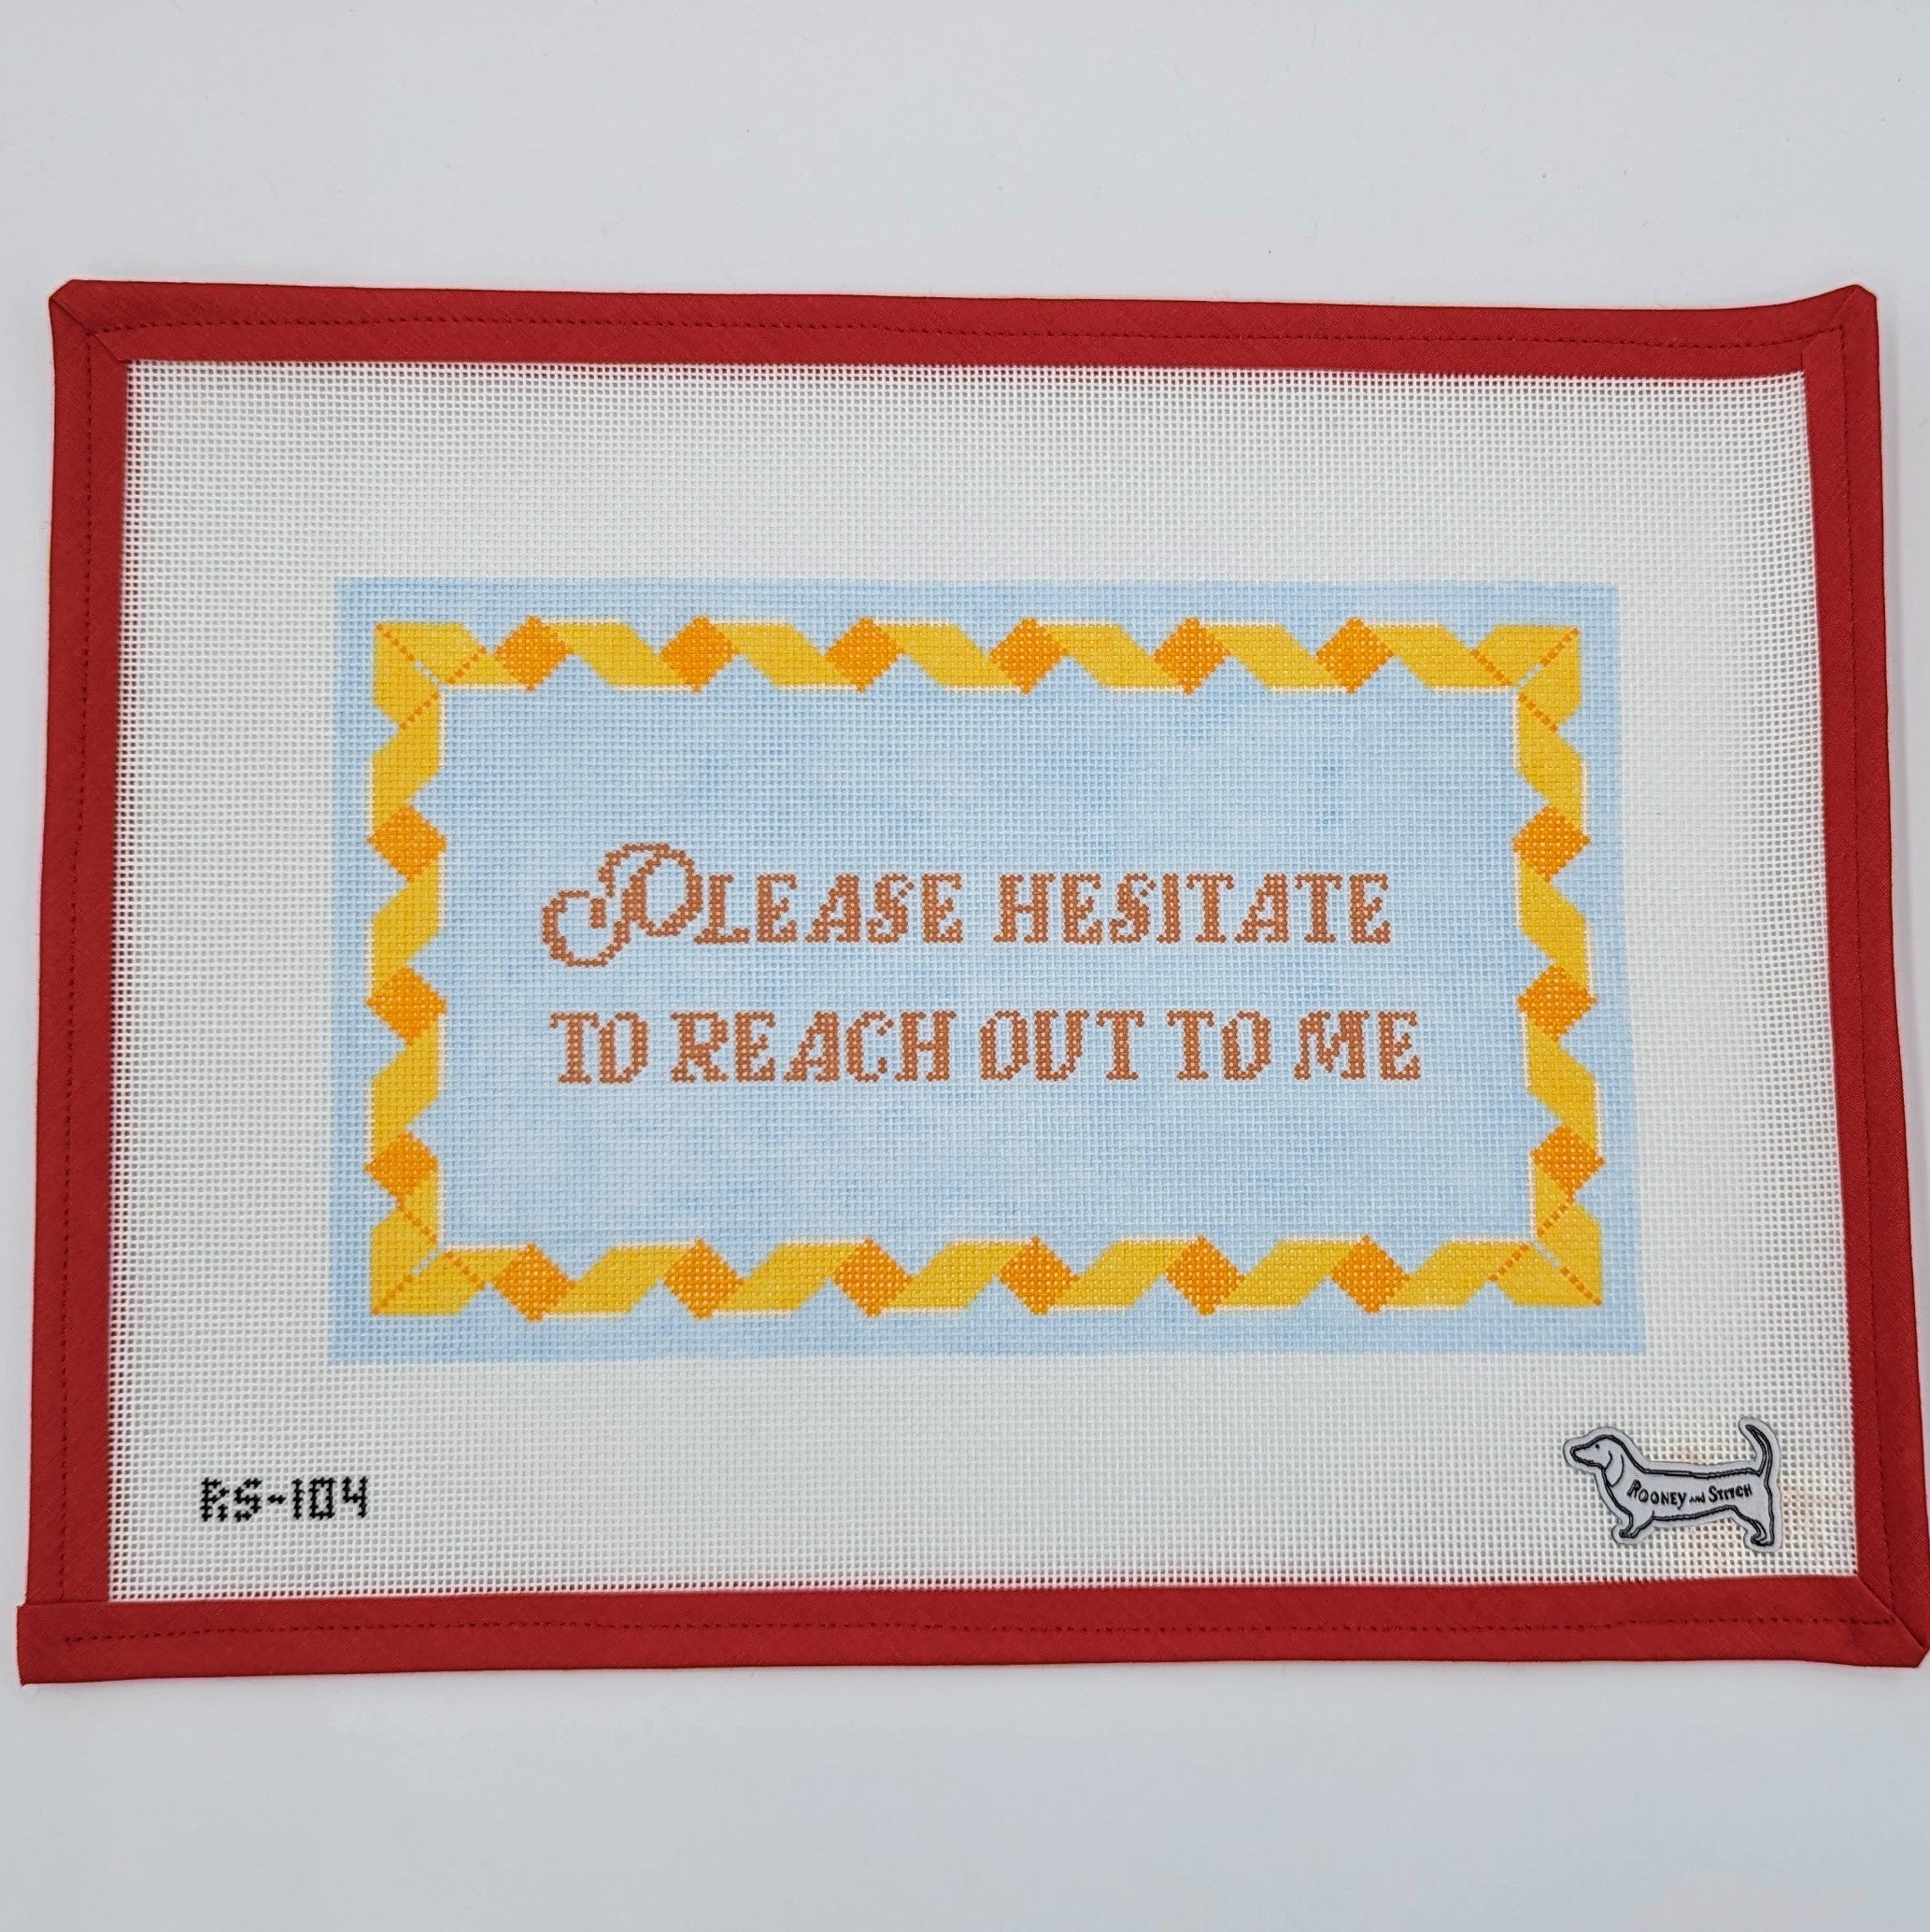 PLEASE HESITATE
TO REACH OUT TO ME
RS-104
ROONEY AND STITCH